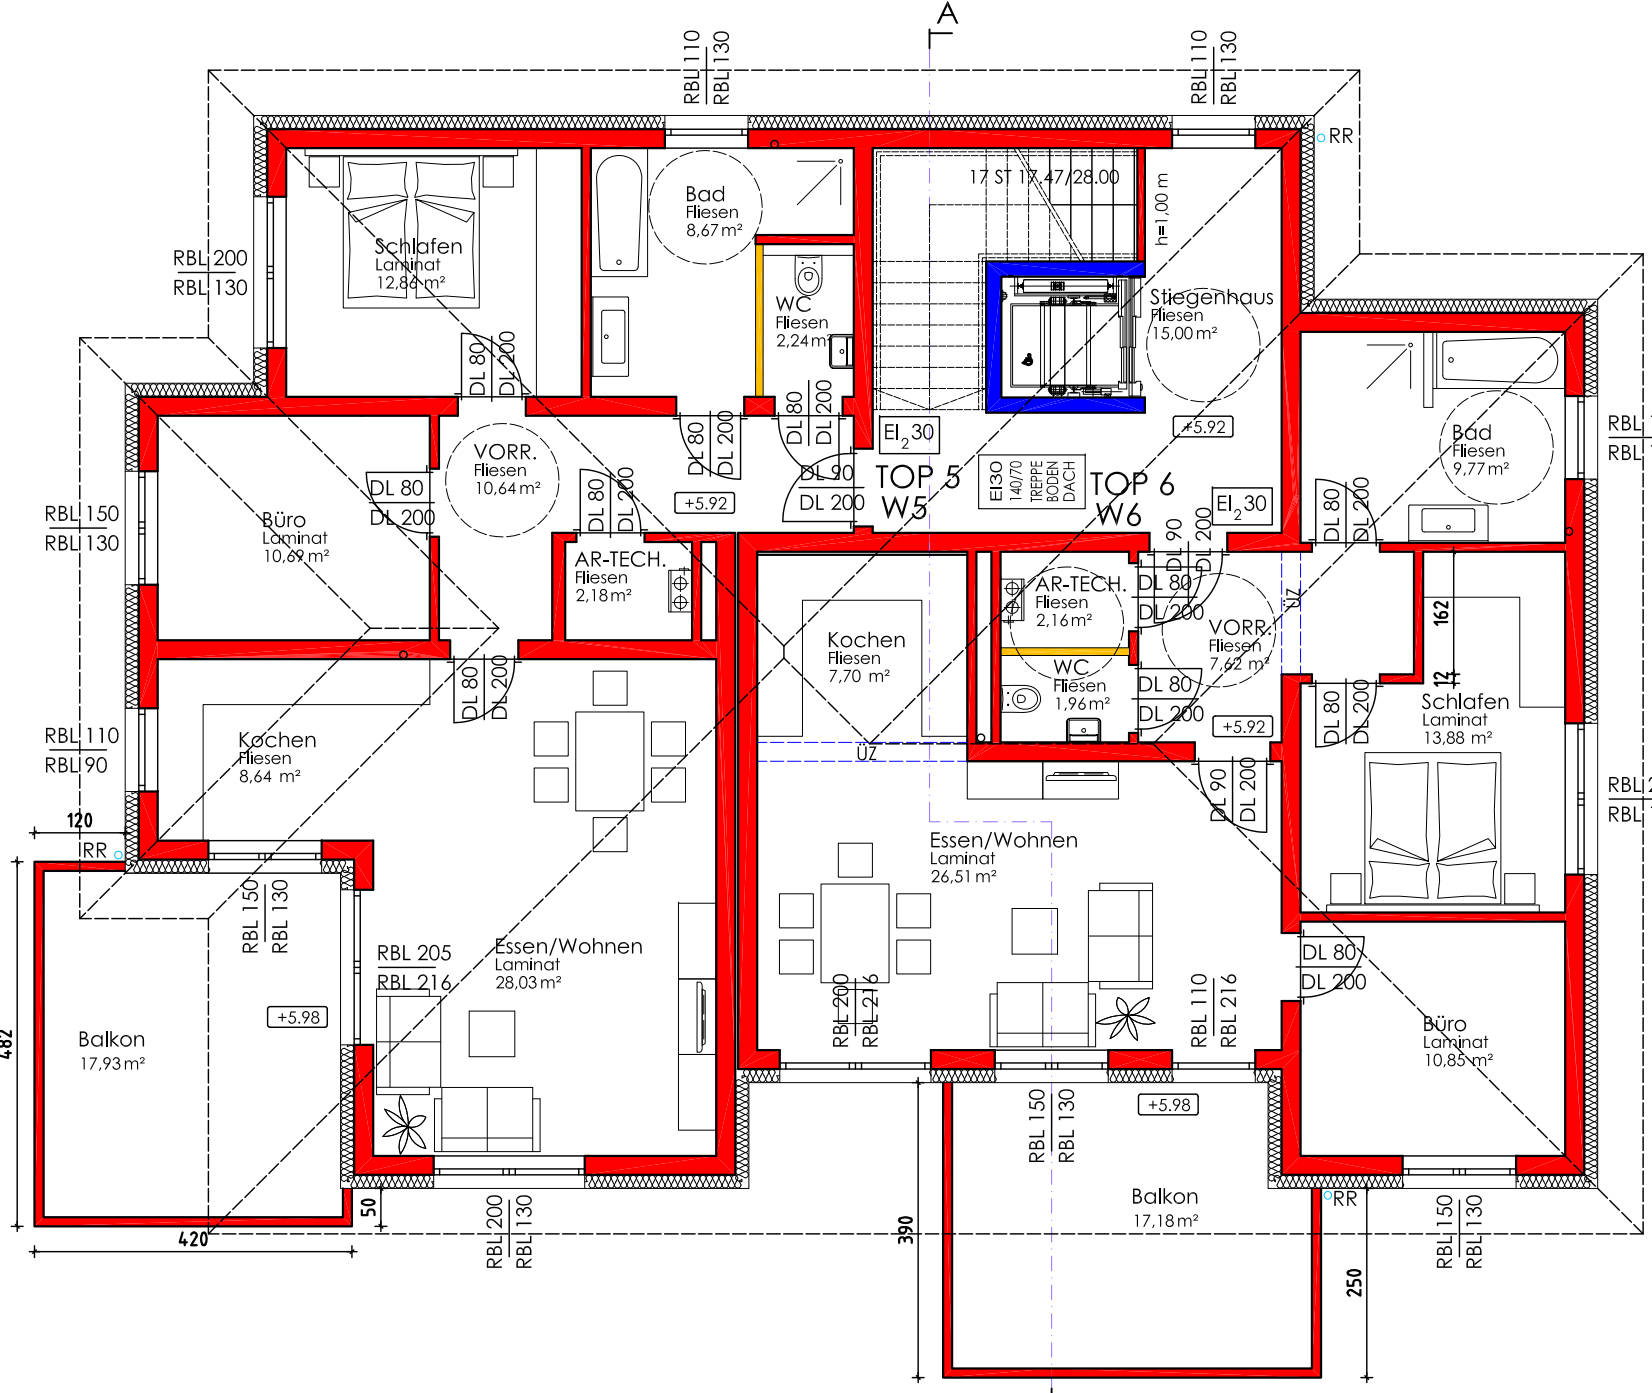 A
RBL 110
RBL 130
RBL 110
RBL 130
RR
17 ST 17.47/28.00
h=1,00 m
Bad
Fliesen
8,67 m²
Schlafen
Laminat
12,86 m²
RBL 200
RBL 130
WC
Fliesen
2,24 m²
Stiegenhaus
Fliesen
15,00 m²
DL 80
DL 200
DL 80
DL 200
DL 80
DL 200
EI₂30
+5.92
Bad
Fliesen
9,77 m²
RBL
RBL
VORR.
Fliesen
10,64 m²
DL 80
DL 200
DL 80
DL 200
+5.92
DL 90
DL 200
TOP 5
W5
EI30
140/70
TREPPE
BODEN
DACH
TOP 6
W6
EI₂30
DL 80
DL 200
RBL 150
RBL 130
Büro
Laminat
10,69 m²
AR-TECH.
Fliesen
2,18 m²
DL 90
DL 200
AR-TECH.
Fliesen
2,16 m²
DL 80
DL 200
ÜZ
162
12
Kochen
Fliesen
7,70 m²
VORR.
Fliesen
7,62 m²
WC
Fliesen
1,96 m²
DL 80
DL 200
DL 80
DL 200
DL 80
DL 200
Schlafen
Laminat
13,88 m²
+5.92
RBL 110
RBL 90
Kochen
Fliesen
8,64 m²
ÜZ
DL 90
DL 200
RBL 2
RBL
120
RR
Essen/Wohnen
Laminat
26,51 m²
RBL 150
RBL 130
RBL 205
RBL 216
Essen/Wohnen
Laminat
28,03 m²
RBL 200
RBL 216
RBL 110
RBL 216
DL 80
DL 200
+5.98
Balkon
17,93 m²
482
Büro
Laminat
10,85 m²
+5.98
RBL 150
RBL 130
50
420
RBL 200
RBL 130
390
Balkon
17,18 m²
RR
250
RBL 150
RBL 130